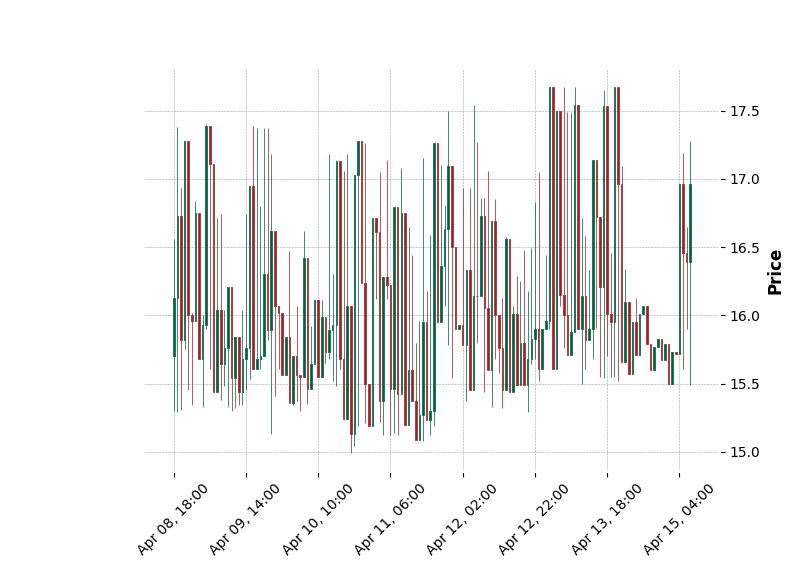 17.5
17.0
16.5
16.0
15.5
15.0
Price
Apr 08, 18:00
Apr 09, 14:00
Apr 10, 10:00
Apr 11, 06:00
Apr 12, 02:00
Apr 12, 22:00
Apr 13, 18:00
Apr 15, 04:00